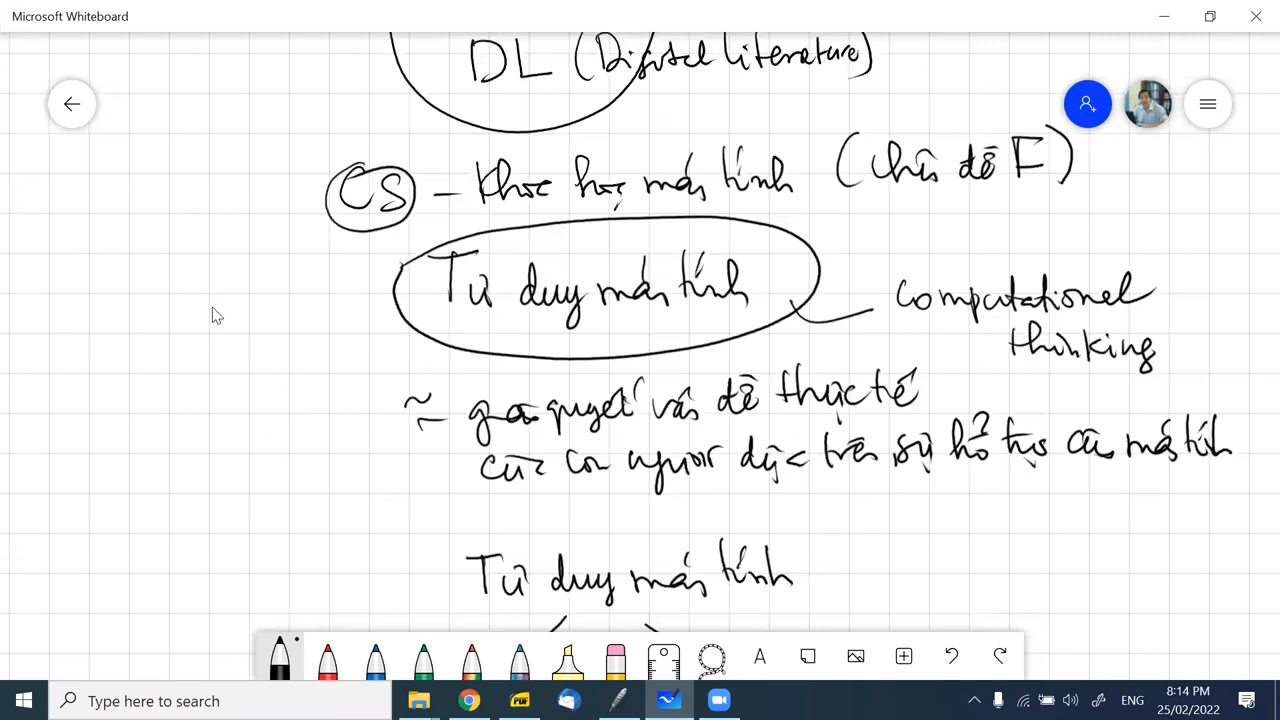 Microsoft Whiteboard
DL (Digital literature)
CS - Khoa học máy tính (Chủ đề F)
Tư duy máy tính
computational
thinking
≈ giải quyết vấn đề thực tế
của con người dựa trên sự hỗ trợ của máy tính
Tư duy máy tính
Type here to search
PDF
ENG
8:14 PM
25/02/2022